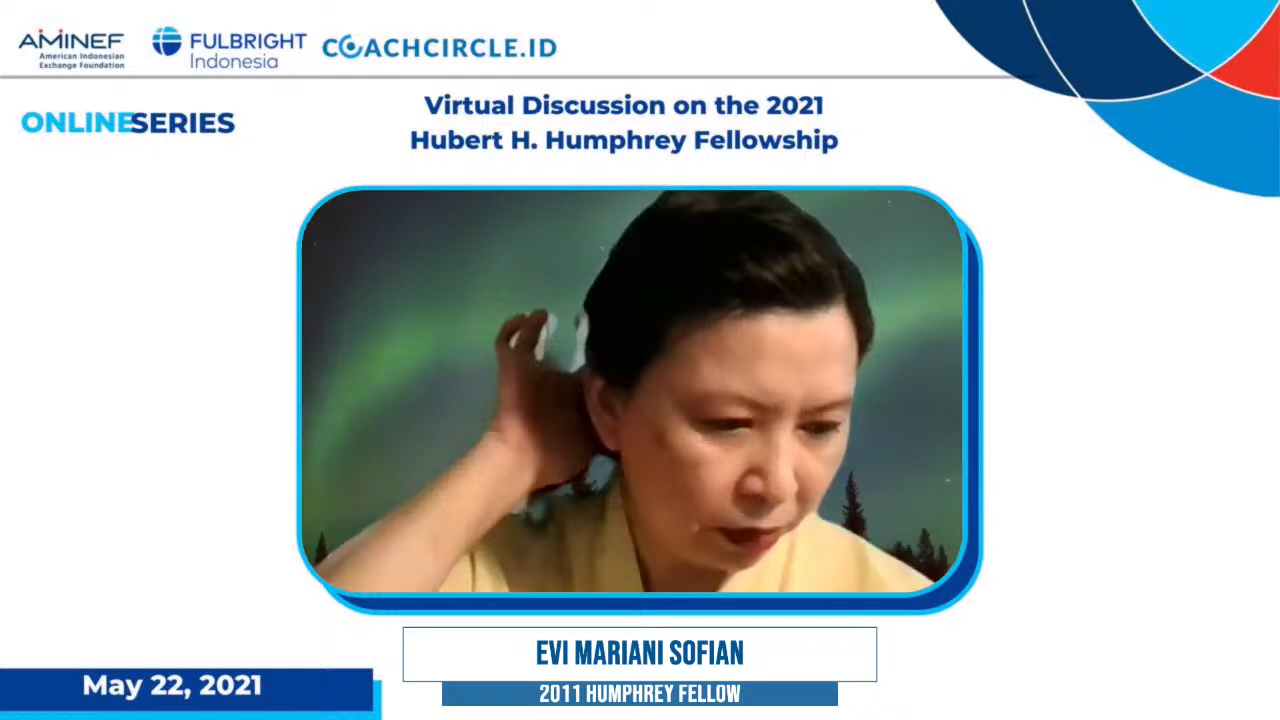 AMINEF
American Indonesian
Exchange Foundation
FULBRIGHT
Indonesia
COACHCIRCLE.ID
ONLINESERIES
Virtual Discussion on the 2021
Hubert H. Humphrey Fellowship
EVI MARIANI SOFIAN
2011 HUMPHREY FELLOW
May 22, 2021